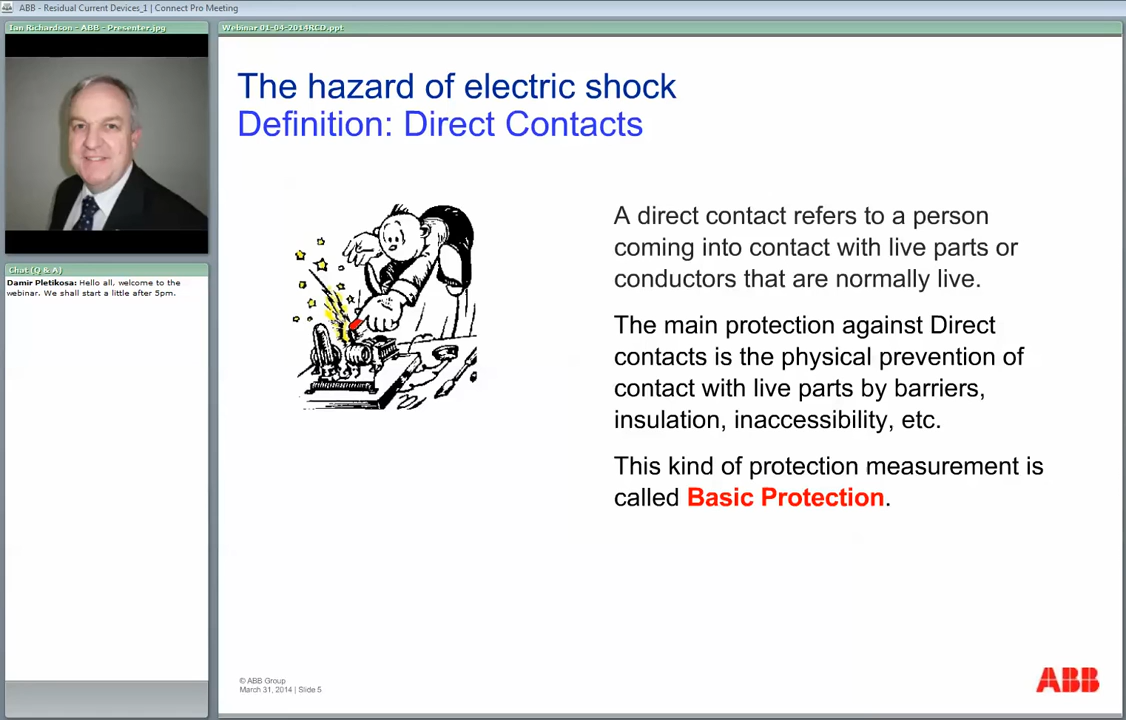 ABB - Residual Current Devices_1 | Connect Pro Meeting
Ian Richardson - ABB - Presenter.jpg
Webinar 01-04-2014RCD.ppt
The hazard of electric shock
Definition: Direct Contacts
A direct contact refers to a person
coming into contact with live parts or
conductors that are normally live.
The main protection against Direct
contacts is the physical prevention of
contact with live parts by barriers,
insulation, inaccessibility, etc.
This kind of protection measurement is
called Basic Protection.
Chat (Q & A)
Damir Pletikosa: Hello all, welcome to the
webinar. We shall start a little after 5pm.
© ABB Group
March 31, 2014 | Slide 5
ABB